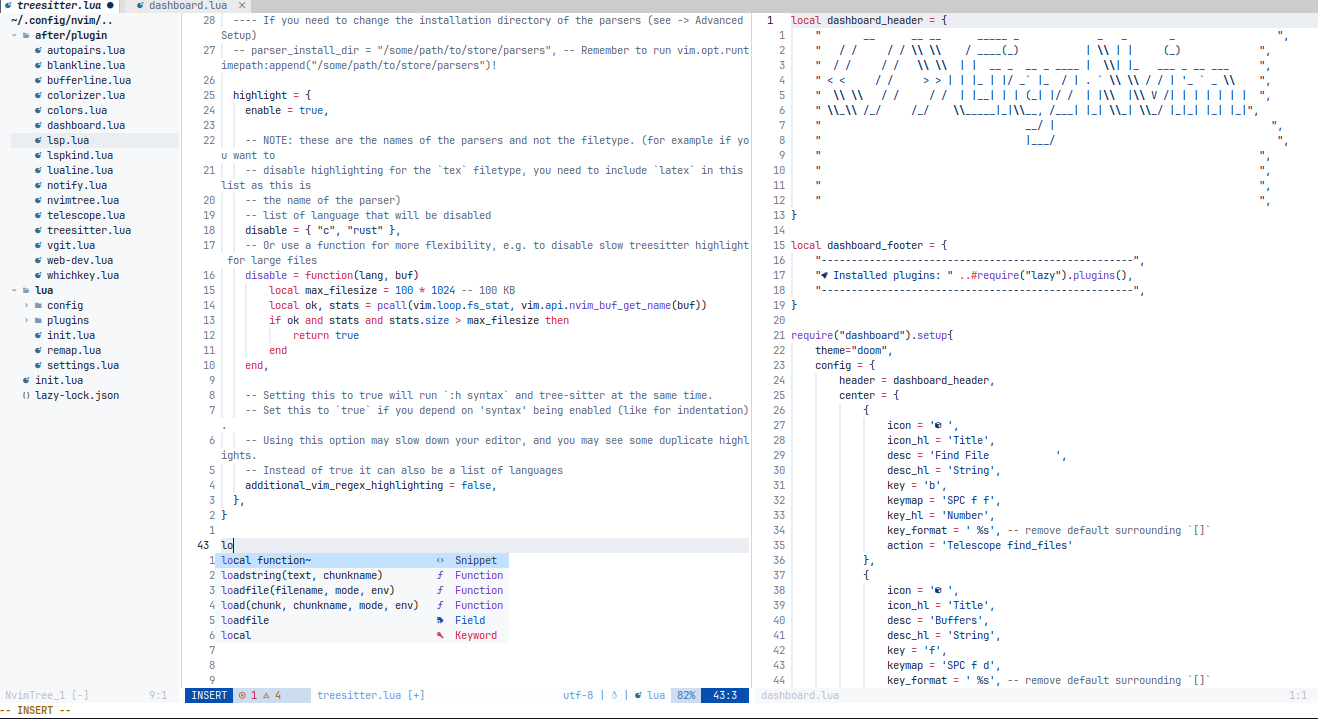 treesitter.lua ● dashboard.lua ✕
~/.config/nvim/..
after/plugin
autopairs.lua
blankline.lua
bufferline.lua
colorizer.lua
colors.lua
dashboard.lua
lsp.lua
lspkind.lua
lualine.lua
notify.lua
nvimtree.lua
telescope.lua
treesitter.lua
vgit.lua
web-dev.lua
whichkey.lua
lua
config
plugins
init.lua
remap.lua
settings.lua
init.lua
{} lazy-lock.json
NvimTree_1 [-] 9:1
28 ---- If you need to change the installation directory of the parsers (see -> Advanced
Setup)
27 -- parser_install_dir = "/some/path/to/store/parsers", -- Remember to run vim.opt.runt
imepath:append("/some/path/to/store/parsers")!
26
25 highlight = {
24 enable = true,
23
22 -- NOTE: these are the names of the parsers and not the filetype. (for example if yo
u want to
21 -- disable highlighting for the `tex` filetype, you need to include `latex` in this
list as this is
20 -- the name of the parser)
19 -- list of language that will be disabled
18 disable = { "c", "rust" },
17 -- Or use a function for more flexibility, e.g. to disable slow treesitter highlight
for large files
16 disable = function(lang, buf)
15 local max_filesize = 100 * 1024 -- 100 KB
14 local ok, stats = pcall(vim.loop.fs_stat, vim.api.nvim_buf_get_name(buf))
13 if ok and stats and stats.size > max_filesize then
12 return true
11 end
10 end,
9
8 -- Setting this to true will run `:h syntax` and tree-sitter at the same time.
7 -- Set this to `true` if you depend on 'syntax' being enabled (like for indentation)
.
6 -- Using this option may slow down your editor, and you may see some duplicate highl
ights.
5 -- Instead of true it can also be a list of languages
4 additional_vim_regex_highlighting = false,
3 },
2 }
1
43 lo
1 local function~ Snippet
2 loadstring(text, chunkname) Function
3 loadfile(filename, mode, env) Function
4 load(chunk, chunkname, mode, env) Function
5 loadfile Field
6 local Keyword
7
8
9
INSERT 1 4 treesitter.lua [+] utf-8 | | lua 82% 43:3
1 local dashboard_header = {
13 }
14
15 local dashboard_footer = {
16 "----------------------------------------------------",
17 " Installed plugins: " ..#require("lazy").plugins(),
18 "----------------------------------------------------",
19 }
20
21 require("dashboard").setup{
22 theme="doom",
23 config = {
24 header = dashboard_header,
25 center = {
26 {
27 icon = ' ',
28 icon_hl = 'Title',
29 desc = 'Find File ',
30 desc_hl = 'String',
31 key = 'b',
32 keymap = 'SPC f f',
33 key_hl = 'Number',
34 key_format = ' %s', -- remove default surrounding `[]`
35 action = 'Telescope find_files'
36 },
37 {
38 icon = ' ',
39 icon_hl = 'Title',
40 desc = 'Buffers',
41 desc_hl = 'String',
42 key = 'f',
43 keymap = 'SPC f d',
44 key_format = ' %s', -- remove default surrounding `[]`
dashboard.lua 1:1
-- INSERT --